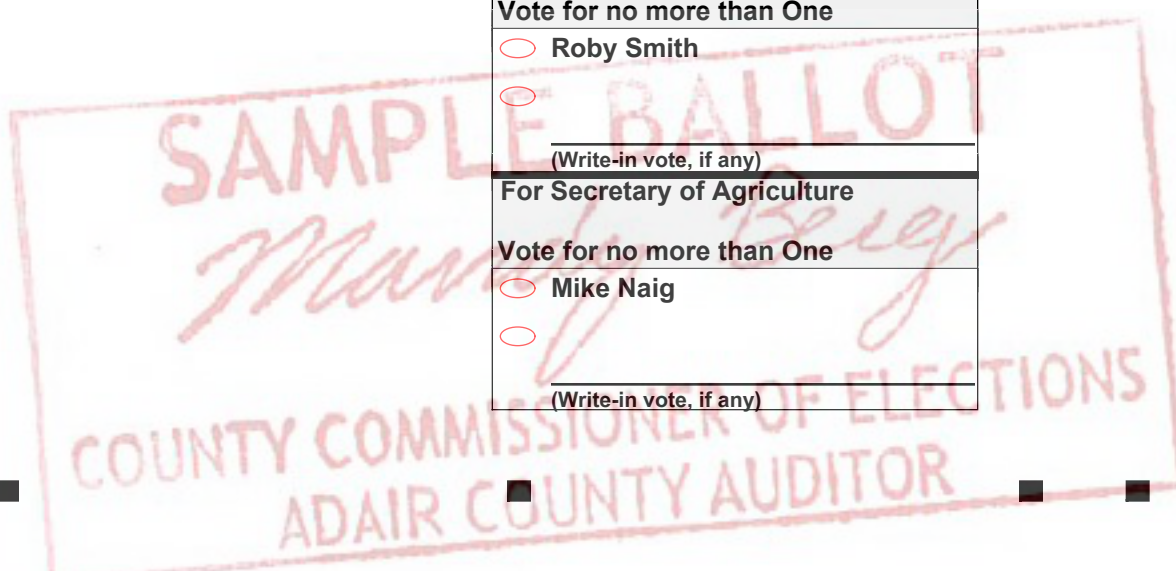 Vote for no more than One
Roby Smith
(Write-in vote, if any)
For Secretary of Agriculture
Vote for no more than One
Mike Naig
(Write-in vote, if any)
SAMPLE BALLOT
Mandy Berg
COUNTY COMMISSIONER OF ELECTIONS
ADAIR COUNTY AUDITOR